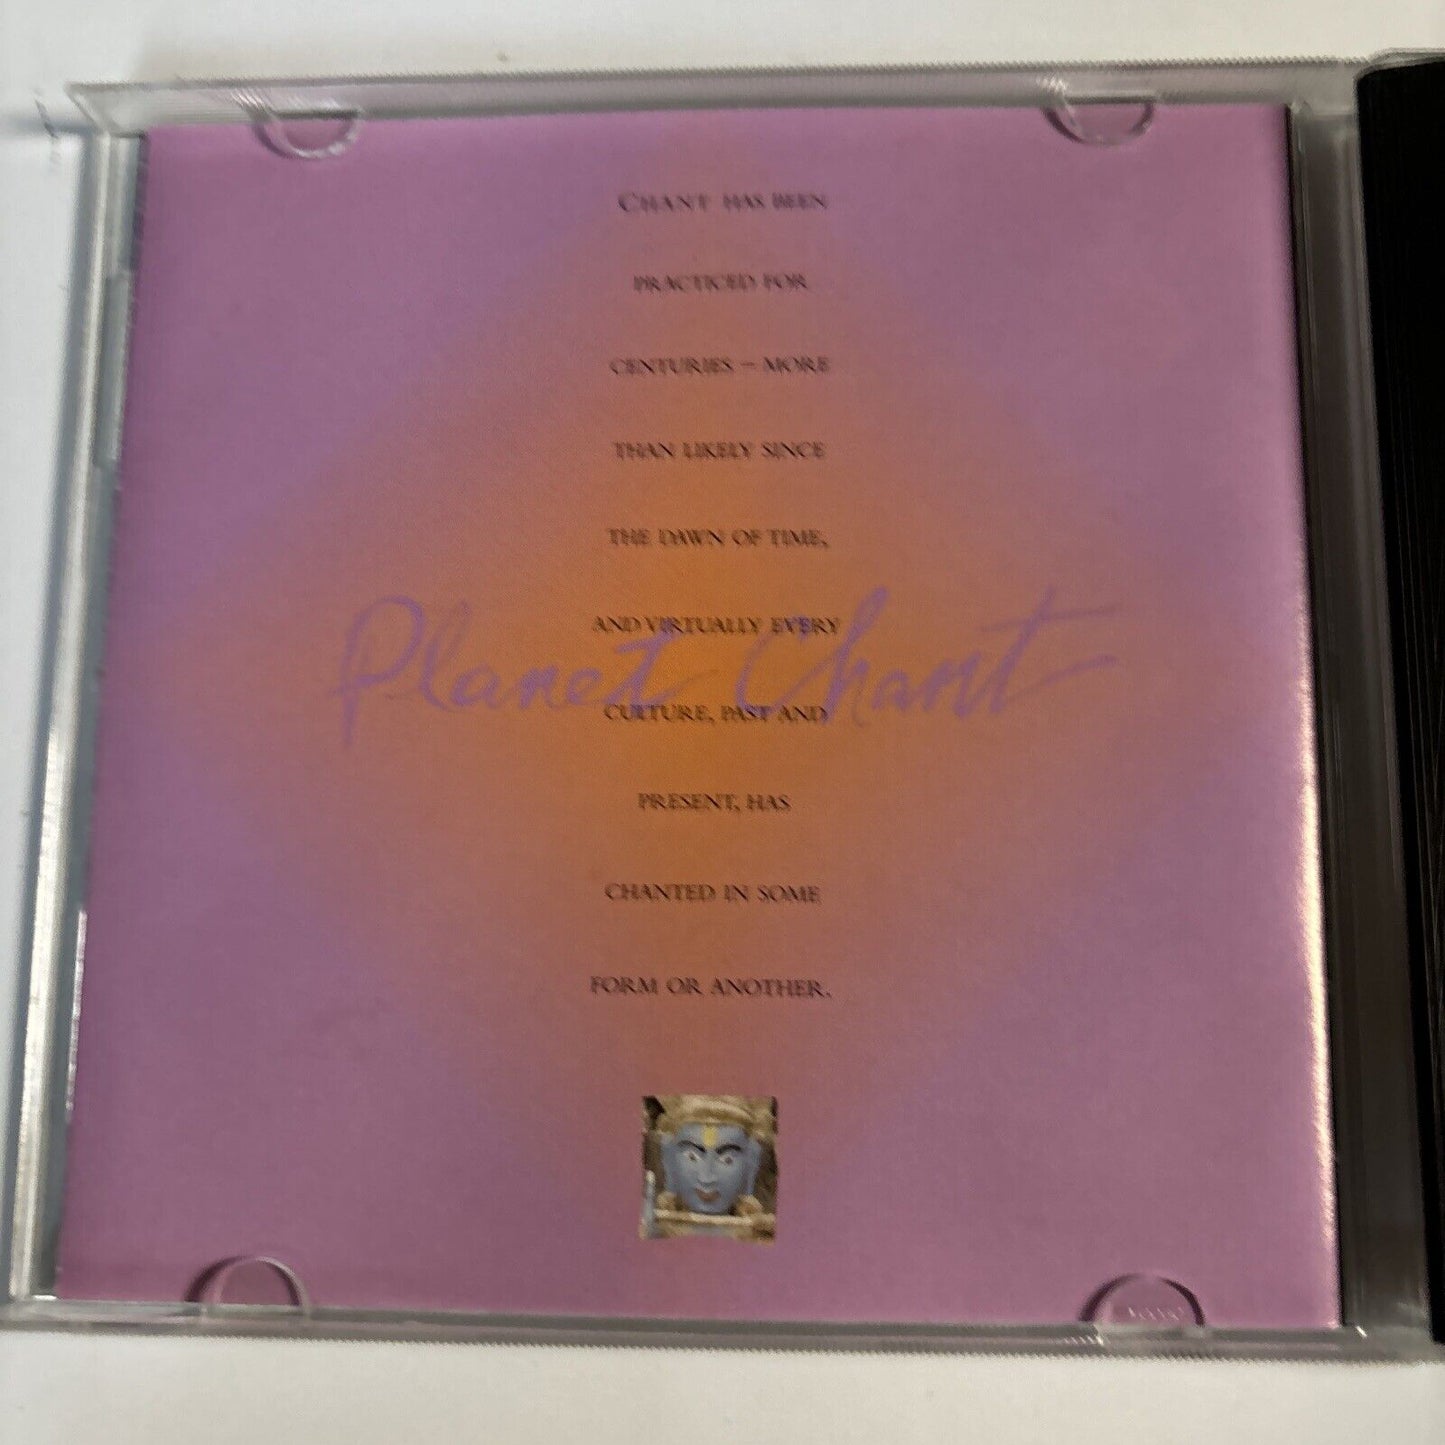 CHANT HAS BEEN
PRACTICED FOR
CENTURIES – MORE
THAN LIKELY SINCE
THE DAWN OF TIME,
AND VIRTUALLY EVERY
Planet Chant
CULTURE, PAST AND
PRESENT, HAS
CHANTED IN SOME
FORM OR ANOTHER.